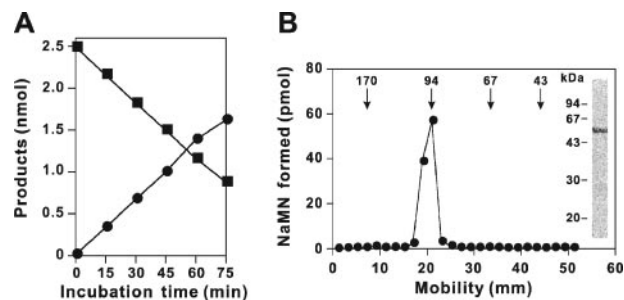 A
Products (nmol)
2.5
2.0
1.5
1.0
0.5
0
0 15 30 45 60 75
Incubation time (min)
B
NaMN formed (pmol)
80
60
40
20
0
170 94 67 43 kDa
94–
67–
43–
30–
20–
0 10 20 30 40 50 60
Mobility (mm)